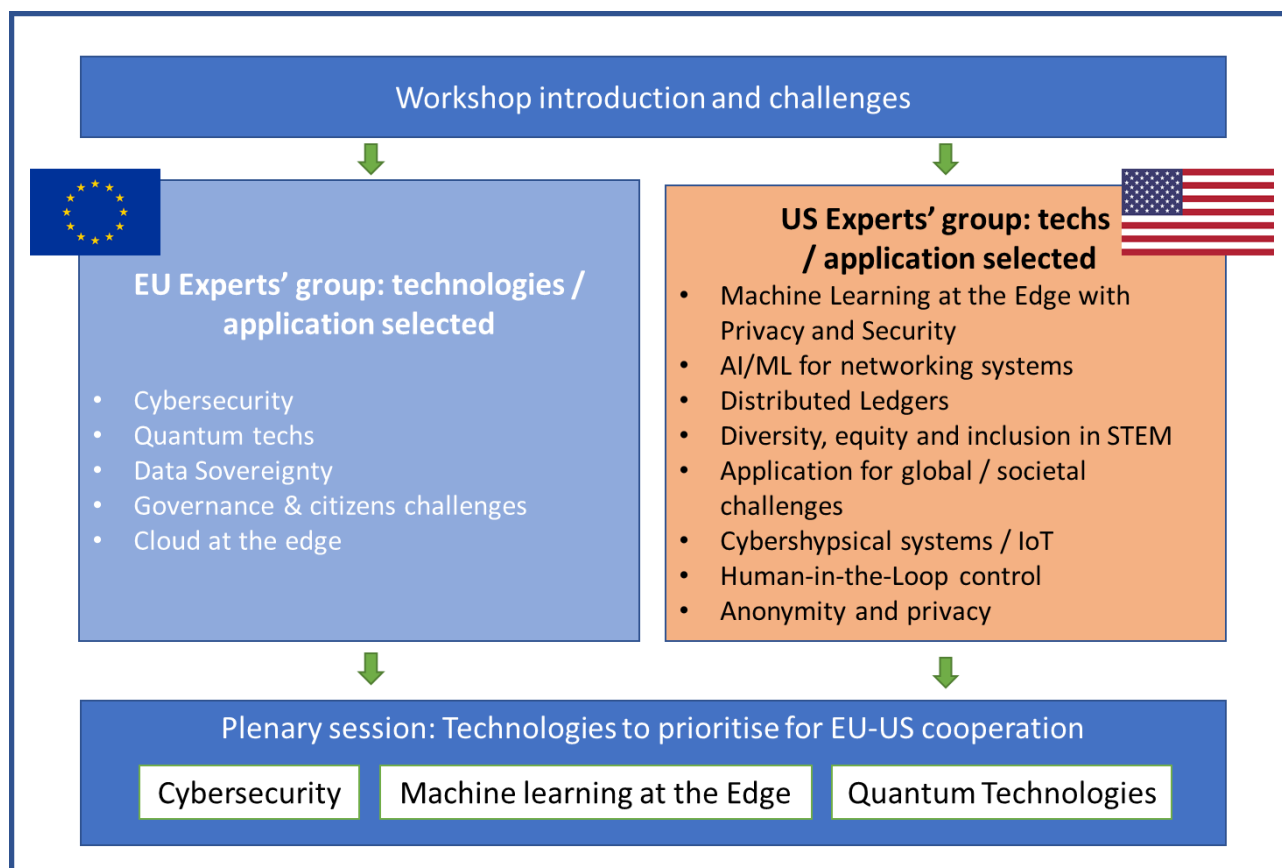 Workshop introduction and challenges
EU Experts’ group: technologies /
application selected
• Cybersecurity
• Quantum techs
• Data Sovereignty
• Governance & citizens challenges
• Cloud at the edge
US Experts’ group: techs
/ application selected
• Machine Learning at the Edge with
Privacy and Security
• AI/ML for networking systems
• Distributed Ledgers
• Diversity, equity and inclusion in STEM
• Application for global / societal
challenges
• Cybershypsical systems / IoT
• Human-in-the-Loop control
• Anonymity and privacy
Plenary session: Technologies to prioritise for EU-US cooperation
Cybersecurity
Machine learning at the Edge
Quantum Technologies